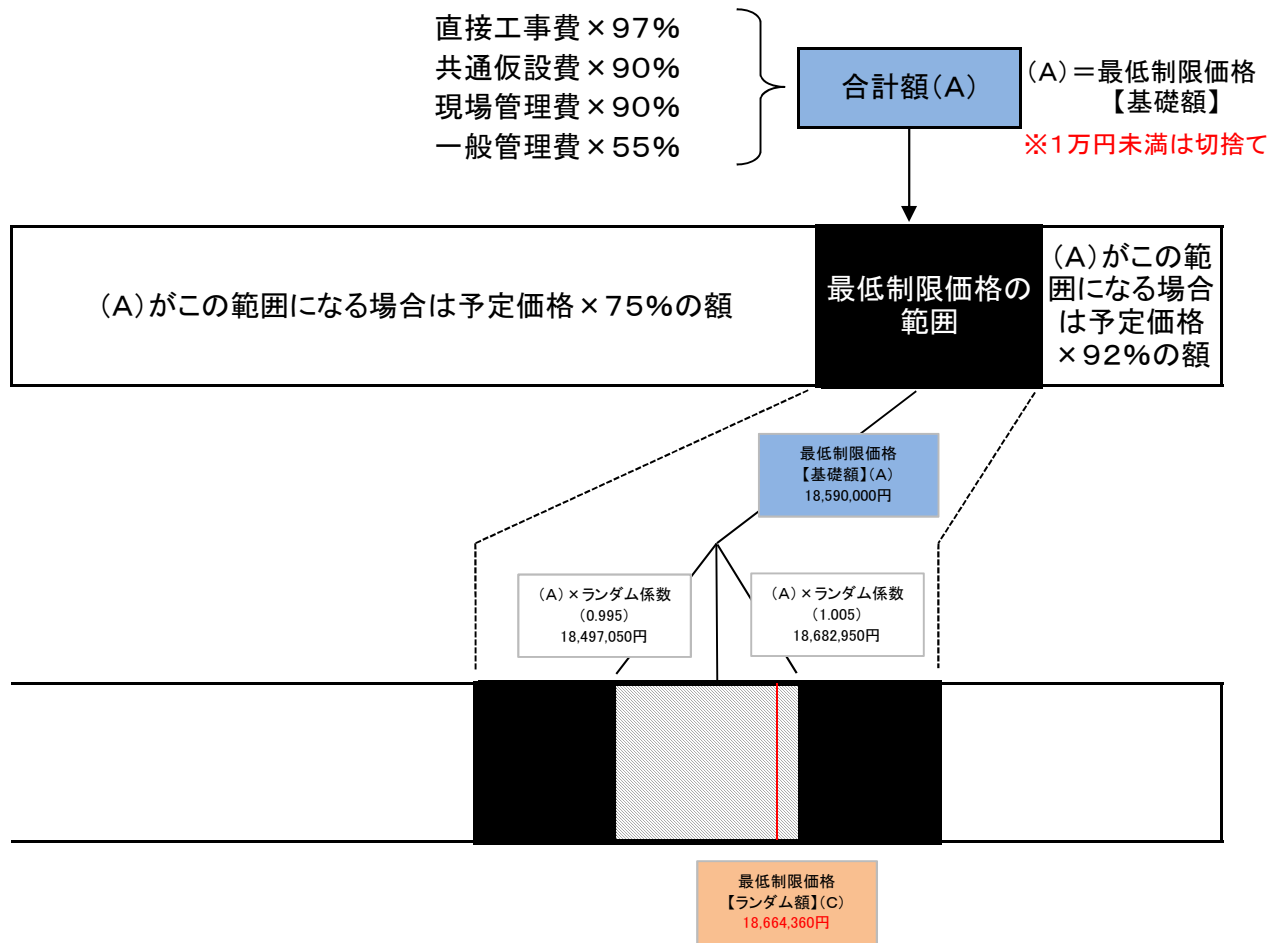 直接工事費×97%
共通仮設費×90%
現場管理費×90%
一般管理費×55%
合計額(A)
(A)=最低制限価格
【基礎額】
※1万円未満は切捨て
(A)がこの範囲になる場合は予定価格×75%の額
最低制限価格の
範囲
(A)がこの範
囲になる場合
は予定価格
×92%の額
最低制限価格
【基礎額】(A)
18,590,000円
(A)×ランダム係数
(0.995)
18,497,050円
(A)×ランダム係数
(1.005)
18,682,950円
最低制限価格
【ランダム額】(C)
18,664,360円